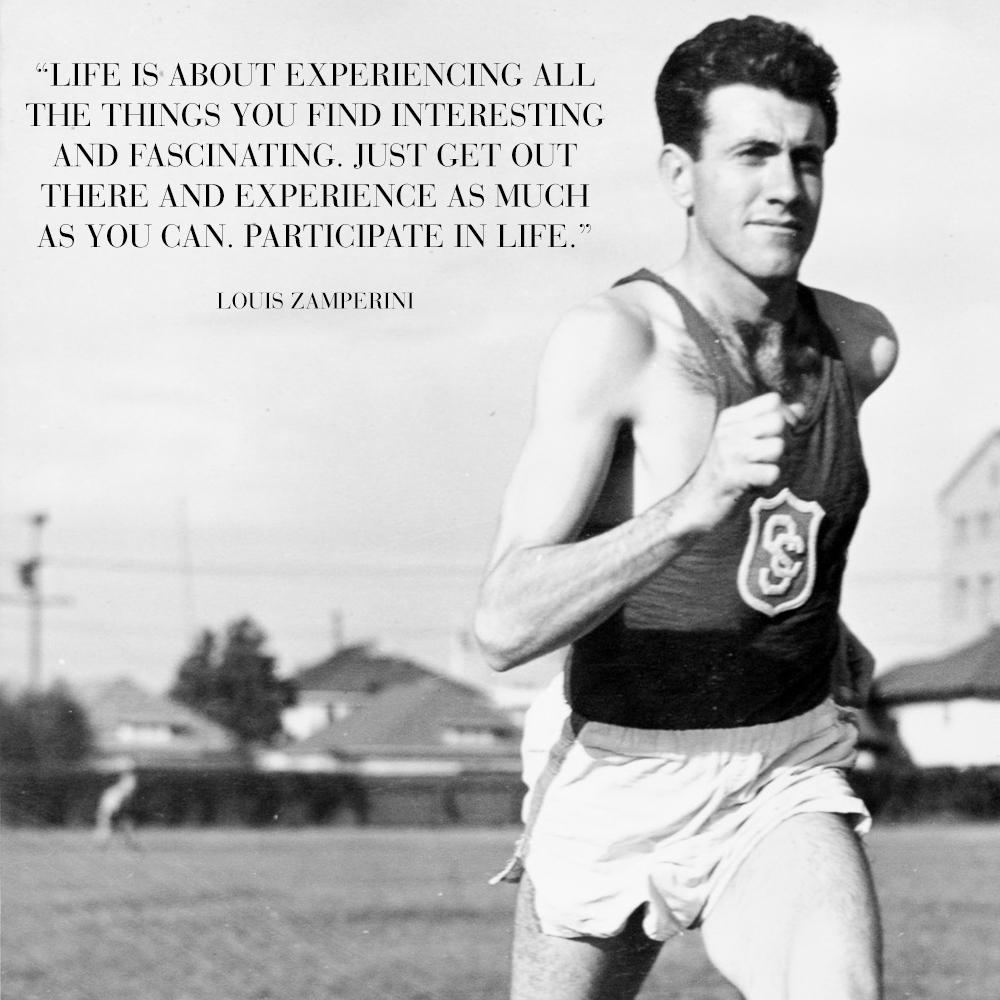 “LIFE IS ABOUT EXPERIENCING ALL
THE THINGS YOU FIND INTERESTING
AND FASCINATING. JUST GET OUT
THERE AND EXPERIENCE AS MUCH
AS YOU CAN. PARTICIPATE IN LIFE.”
LOUIS ZAMPERINI
SC